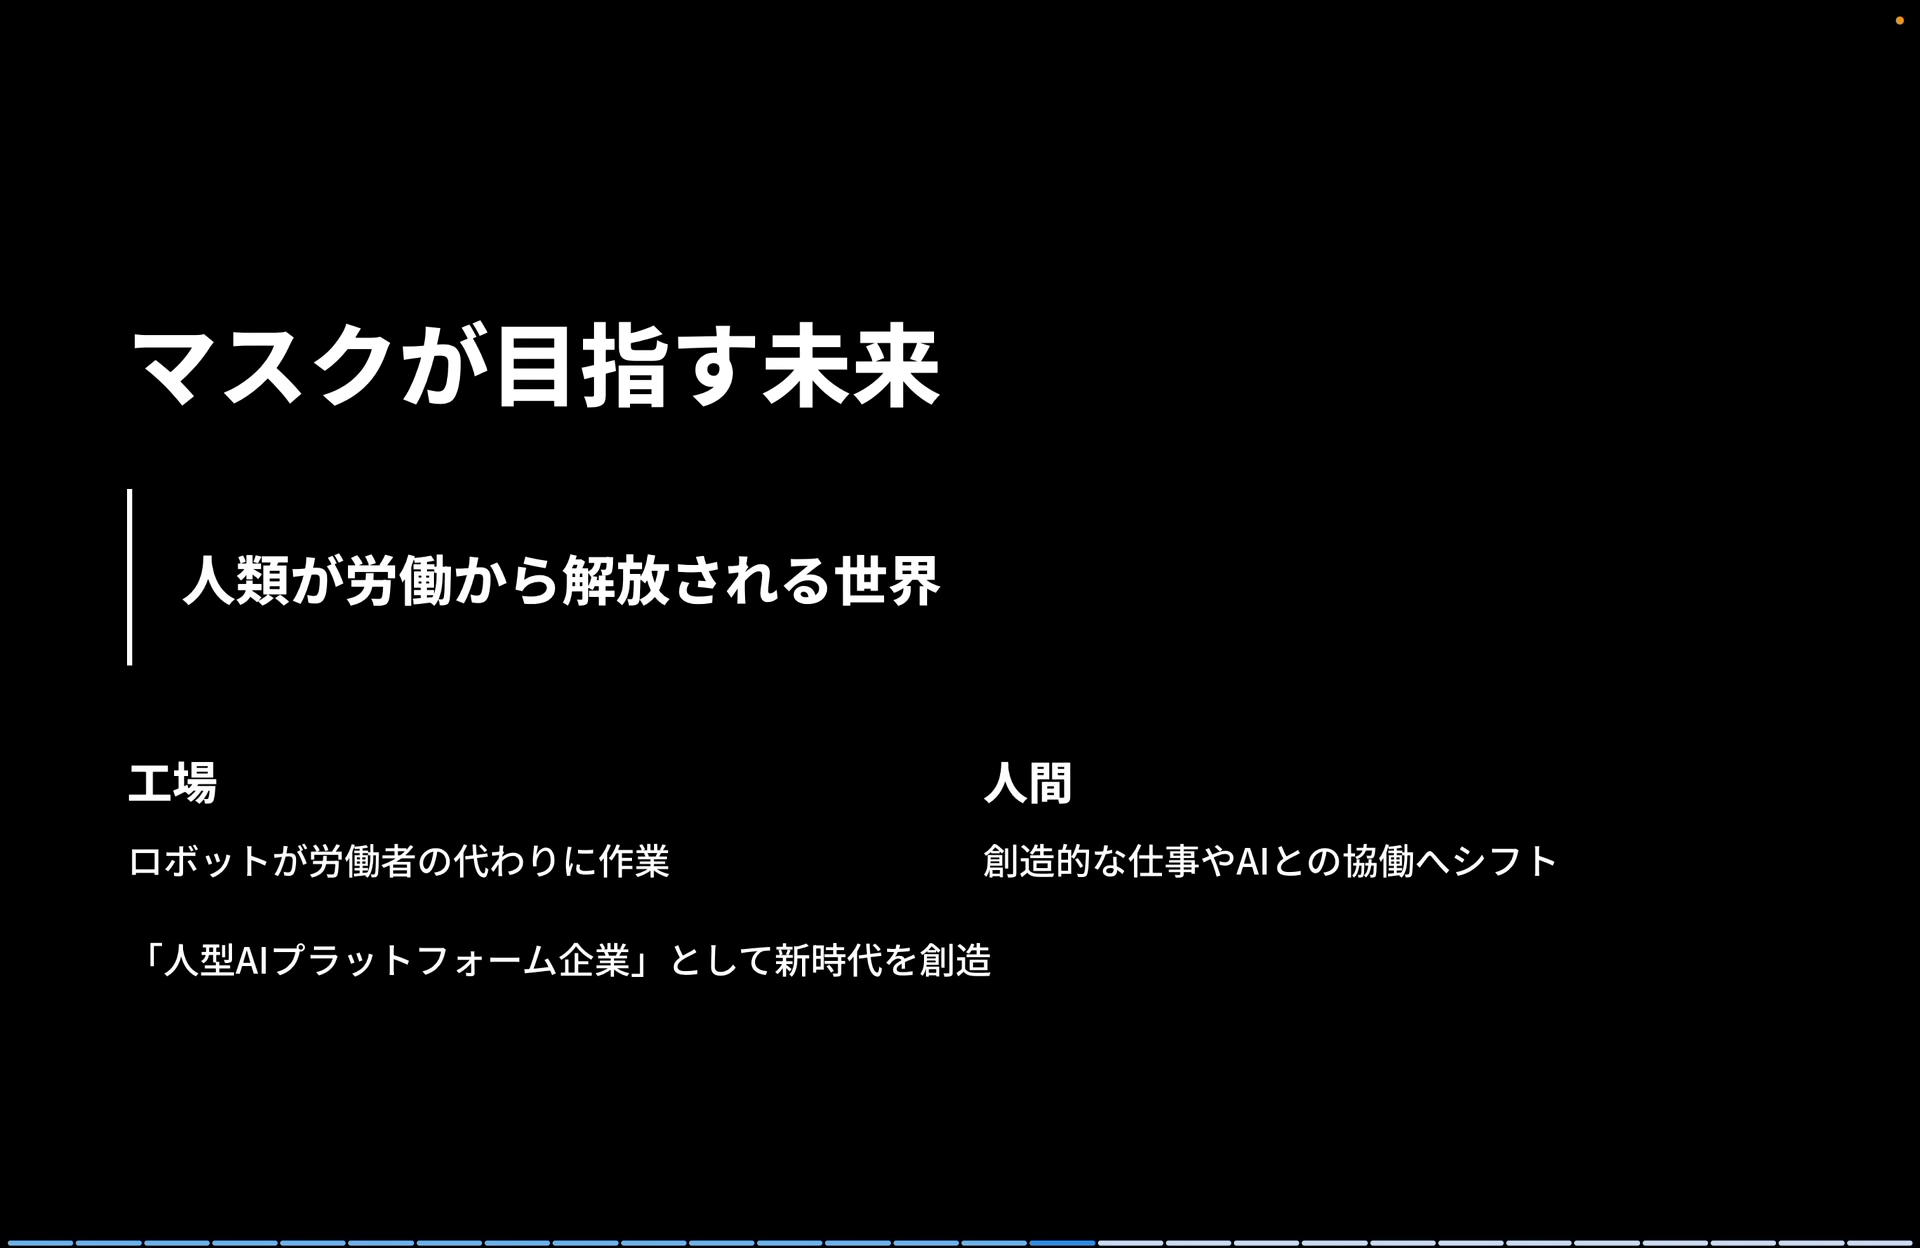 マスクが目指す未来
人類が労働から解放される世界
工場
ロボットが労働者の代わりに作業
人間
創造的な仕事やAIとの協働へシフト
「人型AIプラットフォーム企業」として新時代を創造